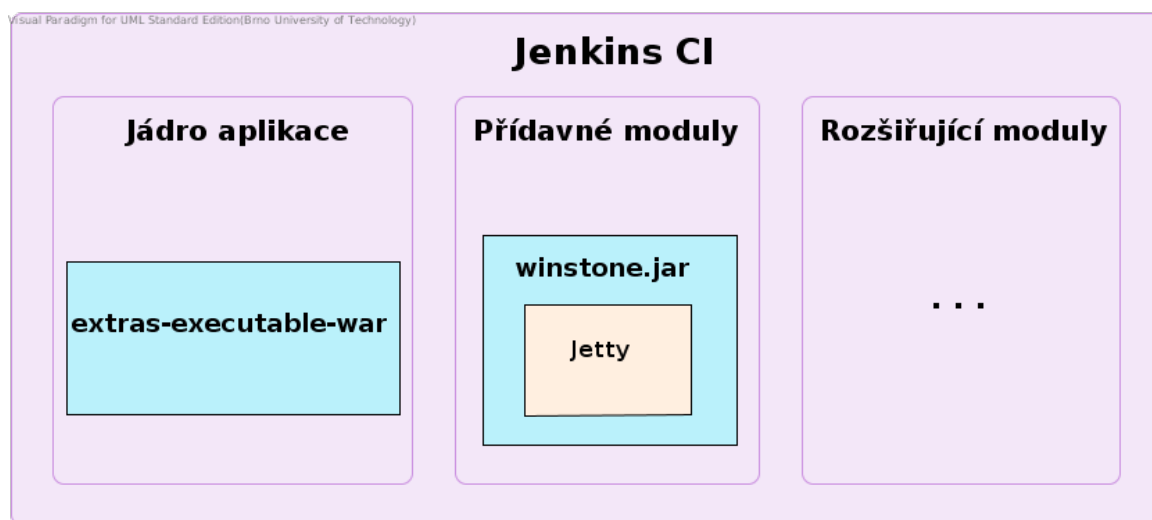 Visual Paradigm for UML Standard Edition(Brno University of Technology)
Jenkins CI
Jádro aplikace
extras-executable-war
Přídavné moduly
winstone.jar
Jetty
Rozšiřující moduly
. . .